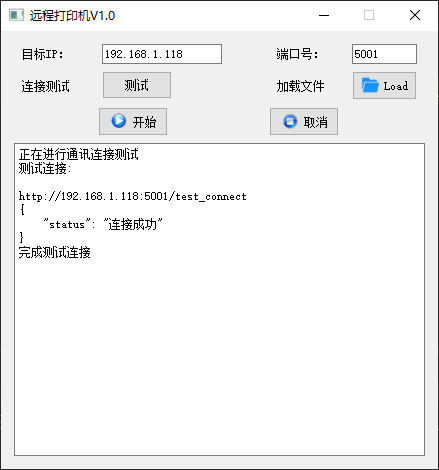 远程打印机V1.0
目标IP: 192.168.1.118 端口号: 5001
连接测试 测试 加载文件 Load
开始 取消
正在进行通讯连接测试
测试连接:
http://192.168.1.118:5001/test_connect
{
"status": "连接成功"
}
完成测试连接